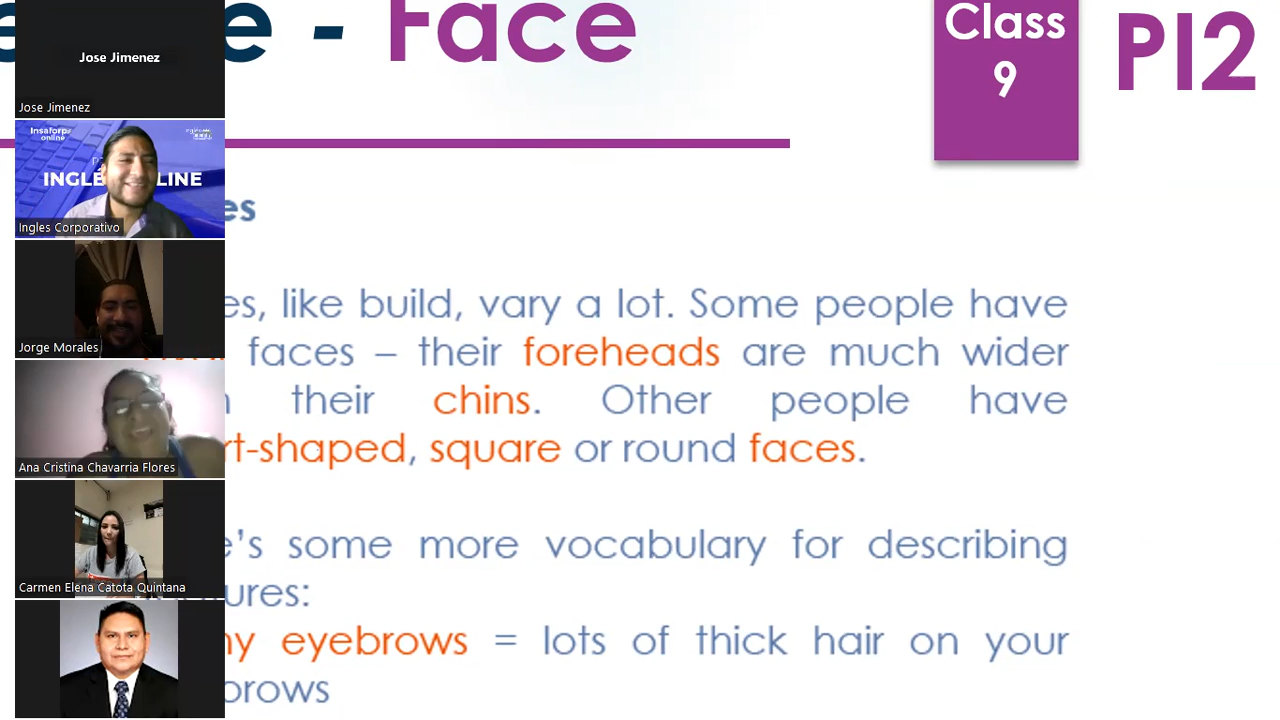 e - Face
Class
9
PI2
Jose Jimenez
Jose Jimenez
Insaforp
online
INGLÉ LINE
Ingles Corporativo
Jorge Morales
Ana Cristina Chavarria Flores
Carmen Elena Catota Quintana
es
es, like build, vary a lot. Some people have
faces – their foreheads are much wider
their chins. Other people have
rt-shaped, square or round faces.
e's some more vocabulary for describing
ures:
hy eyebrows = lots of thick hair on your
brows